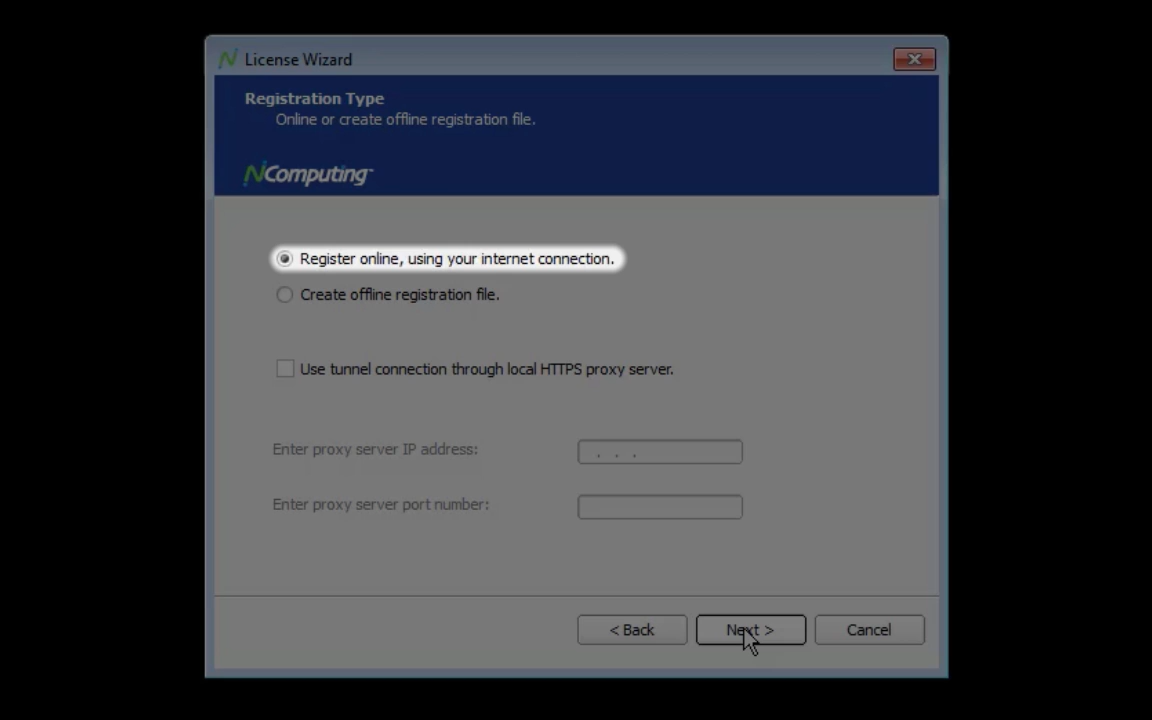 License Wizard
Registration Type
Online or create offline registration file.
NComputing™
Register online, using your internet connection.
Create offline registration file.
Use tunnel connection through local HTTPS proxy server.
Enter proxy server IP address:
. . .
Enter proxy server port number:
< Back
Next >
Cancel